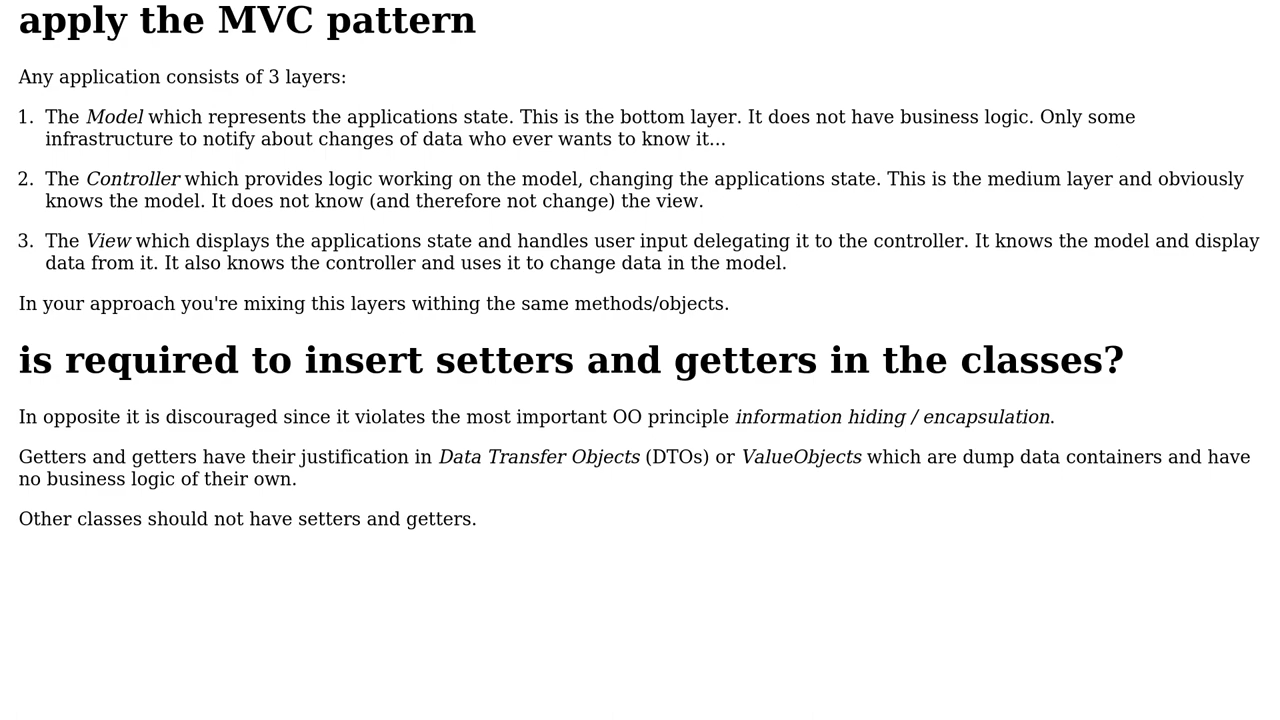 apply the MVC pattern
Any application consists of 3 layers:
1. The Model which represents the applications state. This is the bottom layer. It does not have business logic. Only some
infrastructure to notify about changes of data who ever wants to know it...
2. The Controller which provides logic working on the model, changing the applications state. This is the medium layer and obviously
knows the model. It does not know (and therefore not change) the view.
3. The View which displays the applications state and handles user input delegating it to the controller. It knows the model and display
data from it. It also knows the controller and uses it to change data in the model.
In your approach you're mixing this layers withing the same methods/objects.
is required to insert setters and getters in the classes?
In opposite it is discouraged since it violates the most important OO principle information hiding / encapsulation.
Getters and getters have their justification in Data Transfer Objects (DTOs) or ValueObjects which are dump data containers and have
no business logic of their own.
Other classes should not have setters and getters.